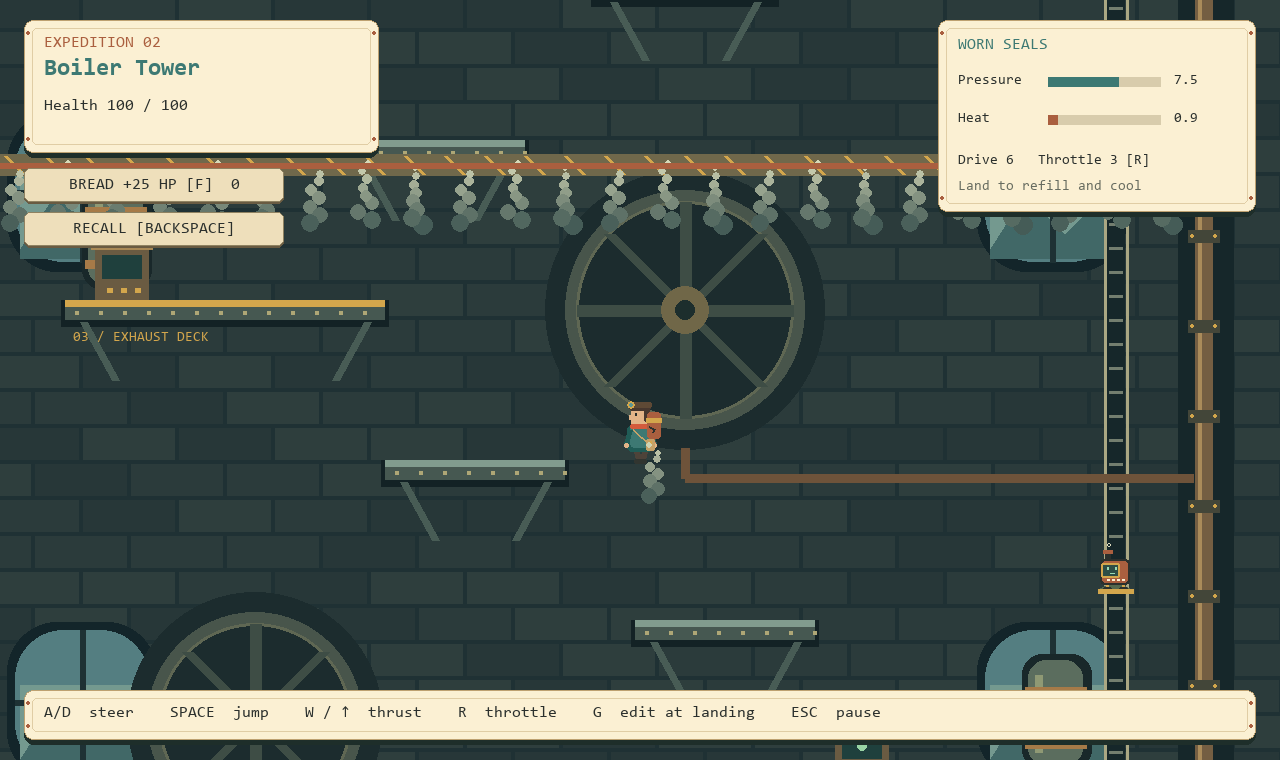 EXPEDITION 02
Boiler Tower
Health 100 / 100
BREAD +25 HP [F] 0
RECALL [BACKSPACE]
WORN SEALS
Pressure 7.5
Heat 0.9
Drive 6 Throttle 3 [R]
Land to refill and cool
03 / EXHAUST DECK
A/D steer SPACE jump W / ↑ thrust R throttle G edit at landing ESC pause